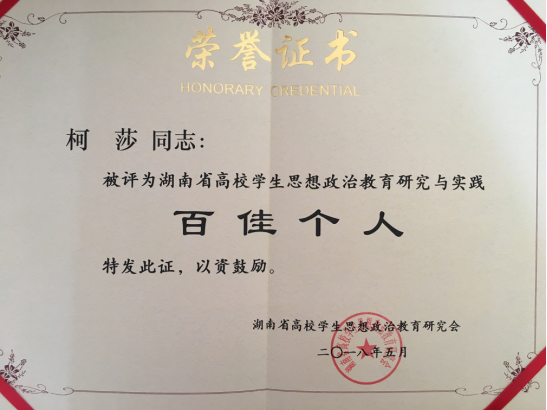 荣誉证书
HONORARY CREDENTIAL
柯 莎 同志：
被评为湖南省高校学生思想政治教育研究与实践
百佳个人
特发此证，以资鼓励。
湖南省高校学生思想政治教育研究会
二〇一八年五月